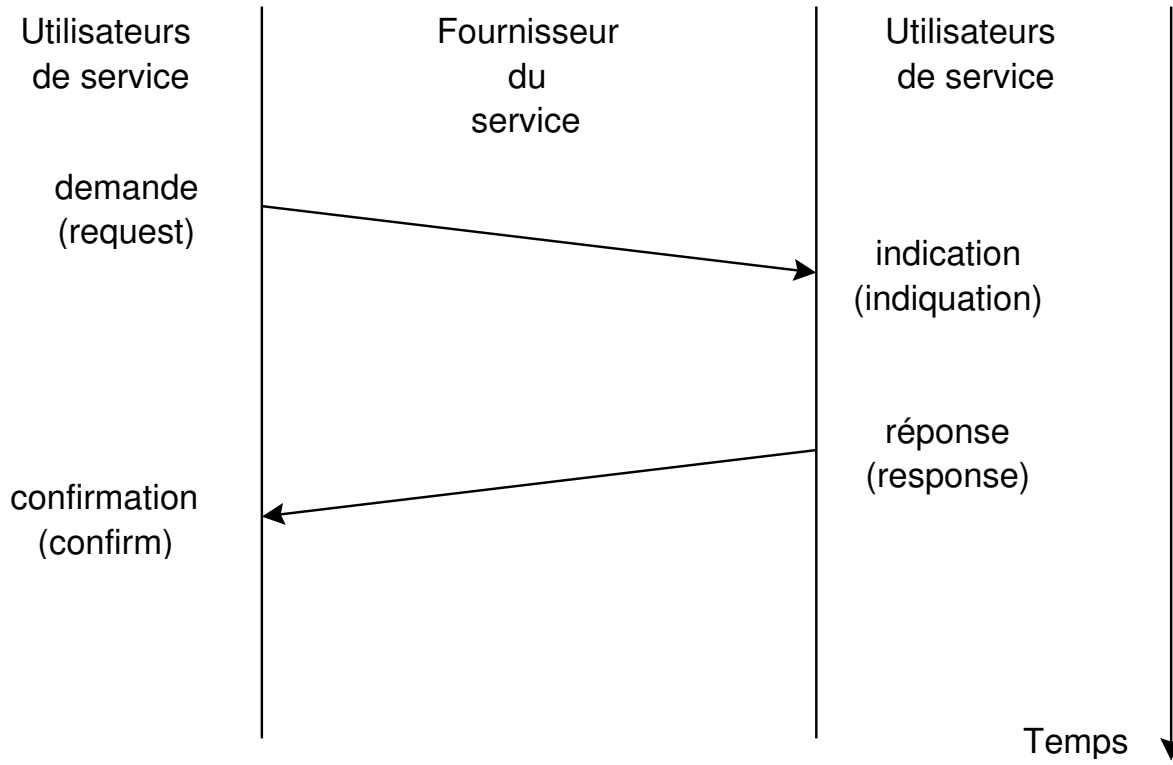 Utilisateurs
de service
Fournisseur
du
service
Utilisateurs
de service
demande
(request)
indication
(indiquation)
réponse
(response)
confirmation
(confirm)
Temps